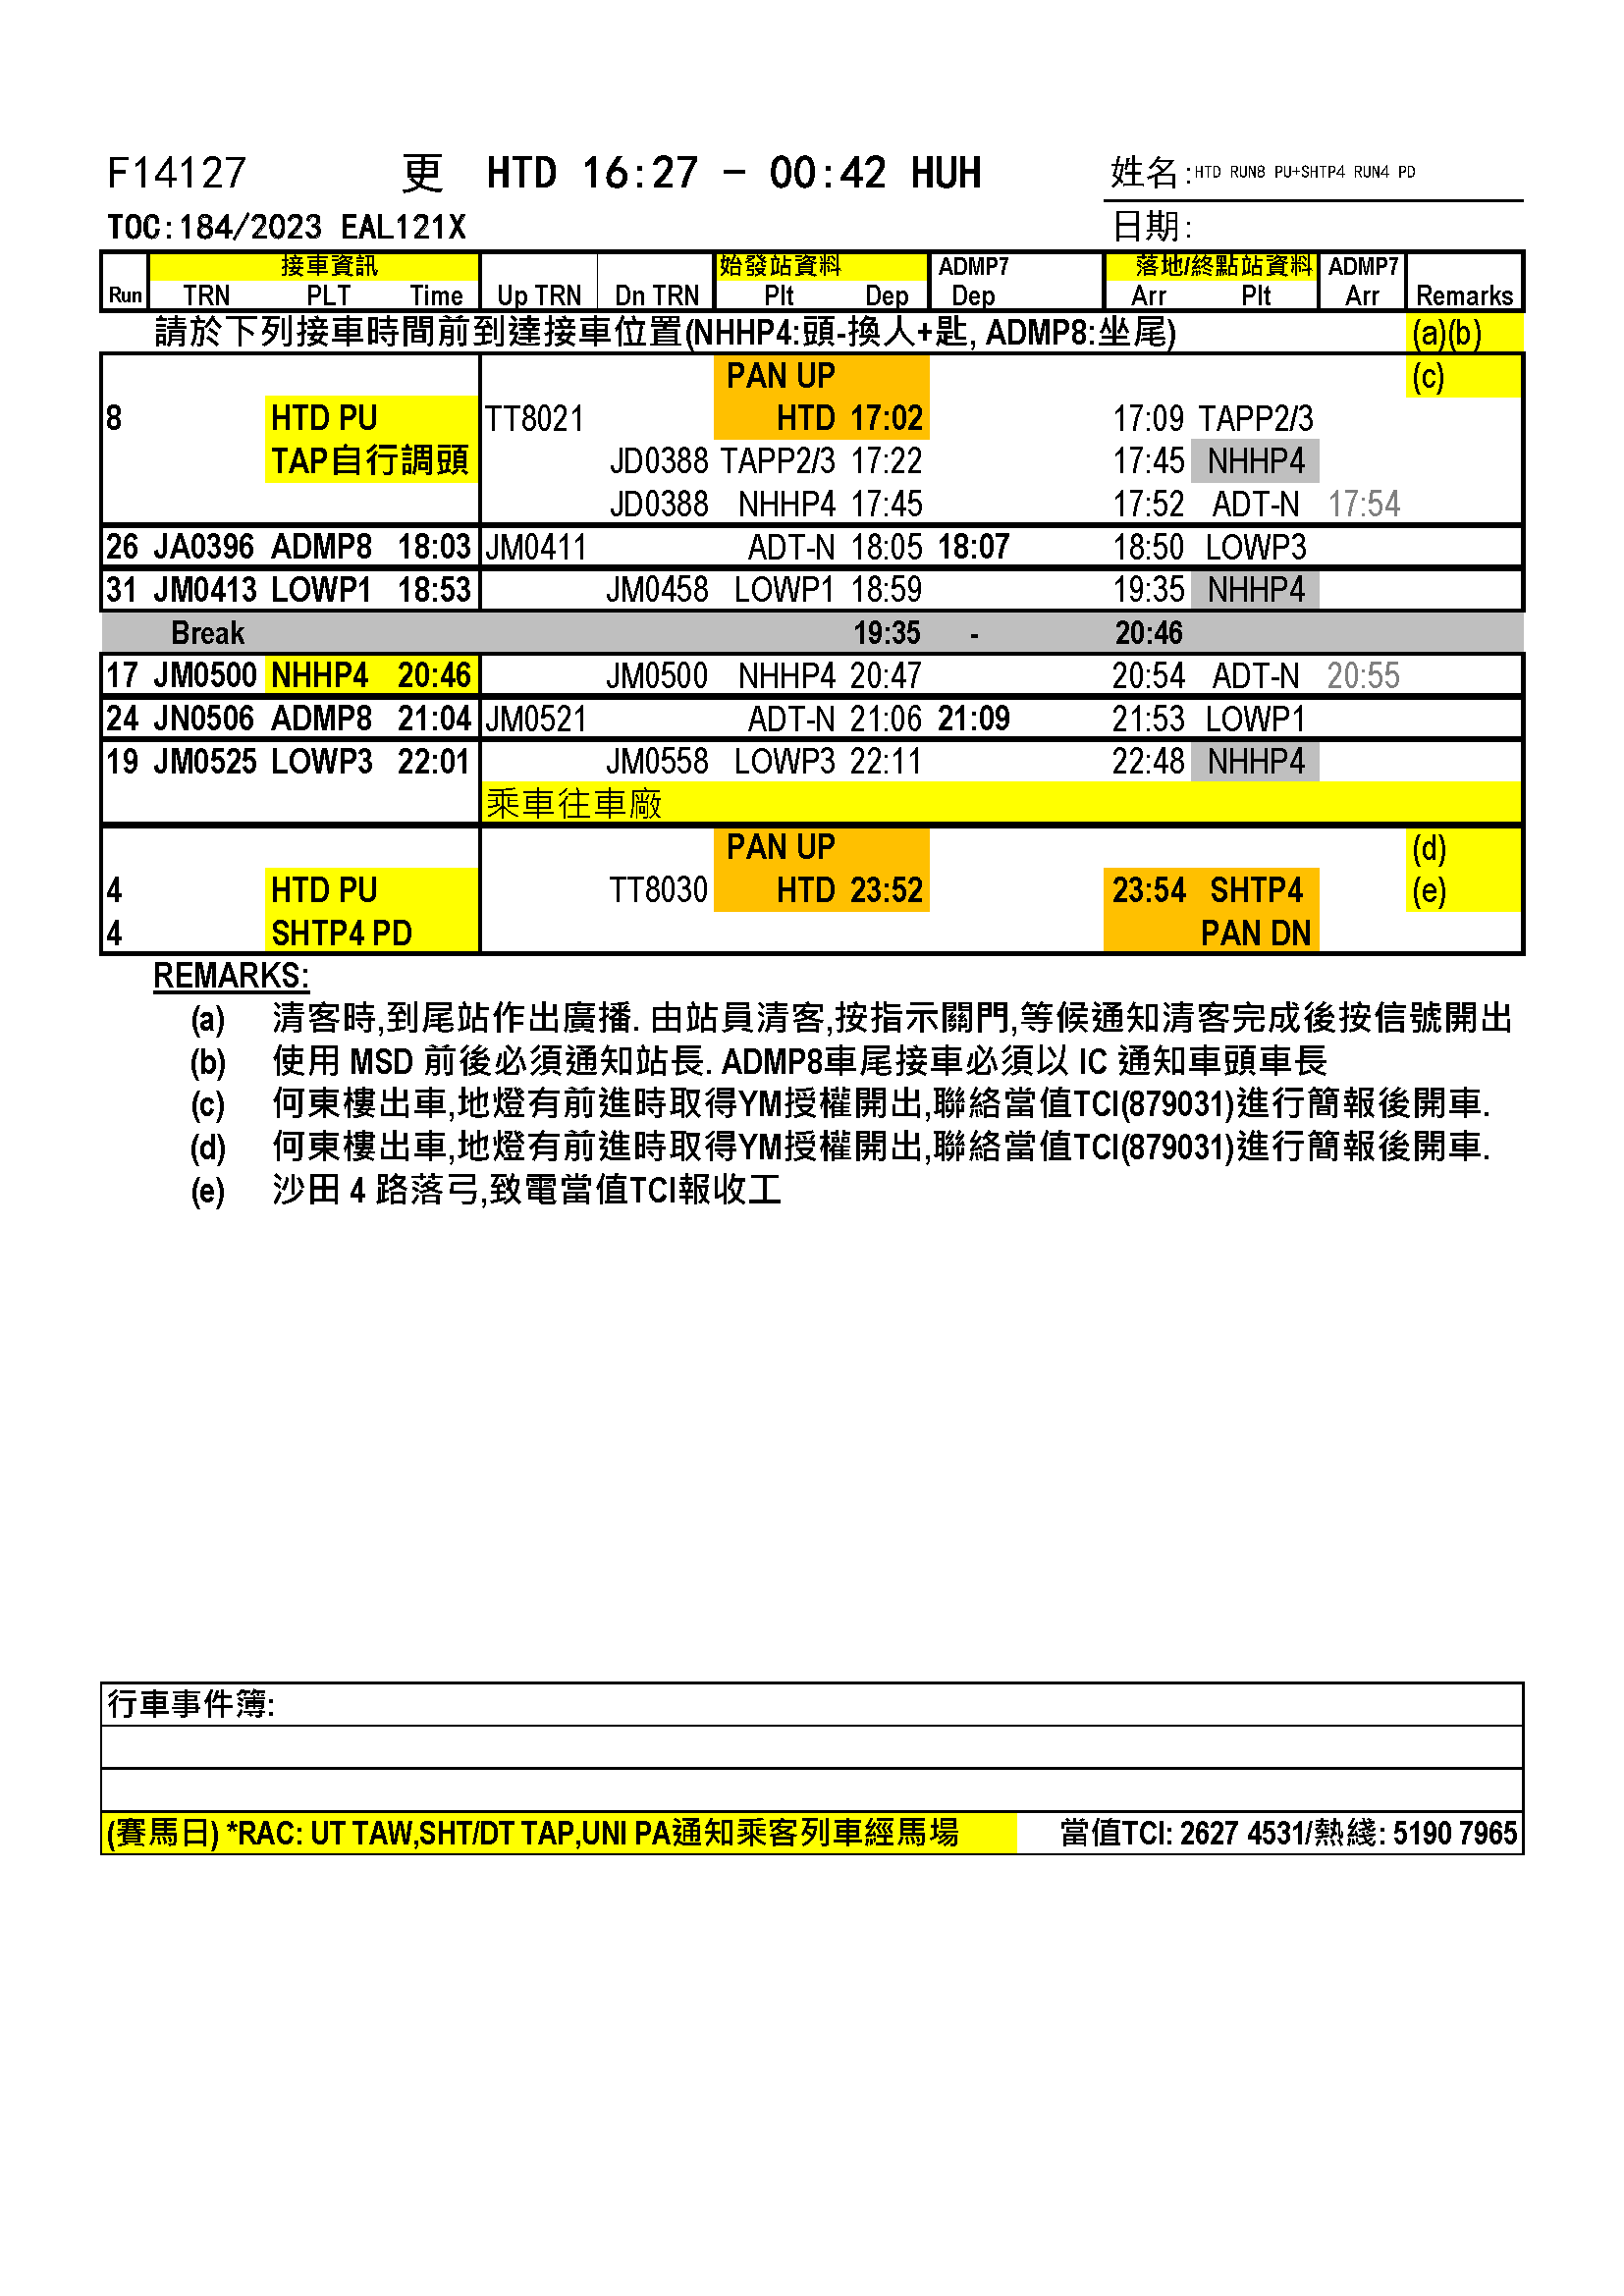 F14127 更 HTD 16:27 - 00:42 HUH 姓名:HTD RUN8 PU+SHTP4 RUN4 PD
TOC:184/2023 EAL121X 日期:
接車資訊 始發站資料 ADMP7 落地/終點站資料 ADMP7
Run TRN PLT Time Up TRN Dn TRN Plt Dep Dep Arr Plt Arr Remarks
請於下列接車時間前到達接車位置(NHHP4:頭-換人+匙, ADMP8:坐尾) (a)(b)
PAN UP (c)
8 HTD PU TT8021 HTD 17:02 17:09 TAPP2/3
TAP自行調頭 JD0388 TAPP2/3 17:22 17:45 NHHP4
JD0388 NHHP4 17:45 17:52 ADT-N 17:54
26 JA0396 ADMP8 18:03 JM0411 ADT-N 18:05 18:07 18:50 LOWP3
31 JM0413 LOWP1 18:53 JM0458 LOWP1 18:59 19:35 NHHP4
Break 19:35 - 20:46
17 JM0500 NHHP4 20:46 JM0500 NHHP4 20:47 20:54 ADT-N 20:55
24 JN0506 ADMP8 21:04 JM0521 ADT-N 21:06 21:09 21:53 LOWP1
19 JM0525 LOWP3 22:01 JM0558 LOWP3 22:11 22:48 NHHP4
乘車往車廠
PAN UP (d)
4 HTD PU TT8030 HTD 23:52 23:54 SHTP4 (e)
4 SHTP4 PD PAN DN
REMARKS:
(a) 清客時,到尾站作出廣播. 由站員清客,按指示關門,等候通知清客完成後按信號開出
(b) 使用 MSD 前後必須通知站長. ADMP8車尾接車必須以 IC 通知車頭車長
(c) 何東樓出車,地燈有前進時取得YM授權開出,聯絡當值TCI(879031)進行簡報後開車.
(d) 何東樓出車,地燈有前進時取得YM授權開出,聯絡當值TCI(879031)進行簡報後開車.
(e) 沙田 4 路落弓,致電當值TCI報收工
行車事件簿:
(賽馬日) *RAC: UT TAW,SHT/DT TAP,UNI PA通知乘客列車經馬場 當值TCI: 2627 4531/熱綫: 5190 7965